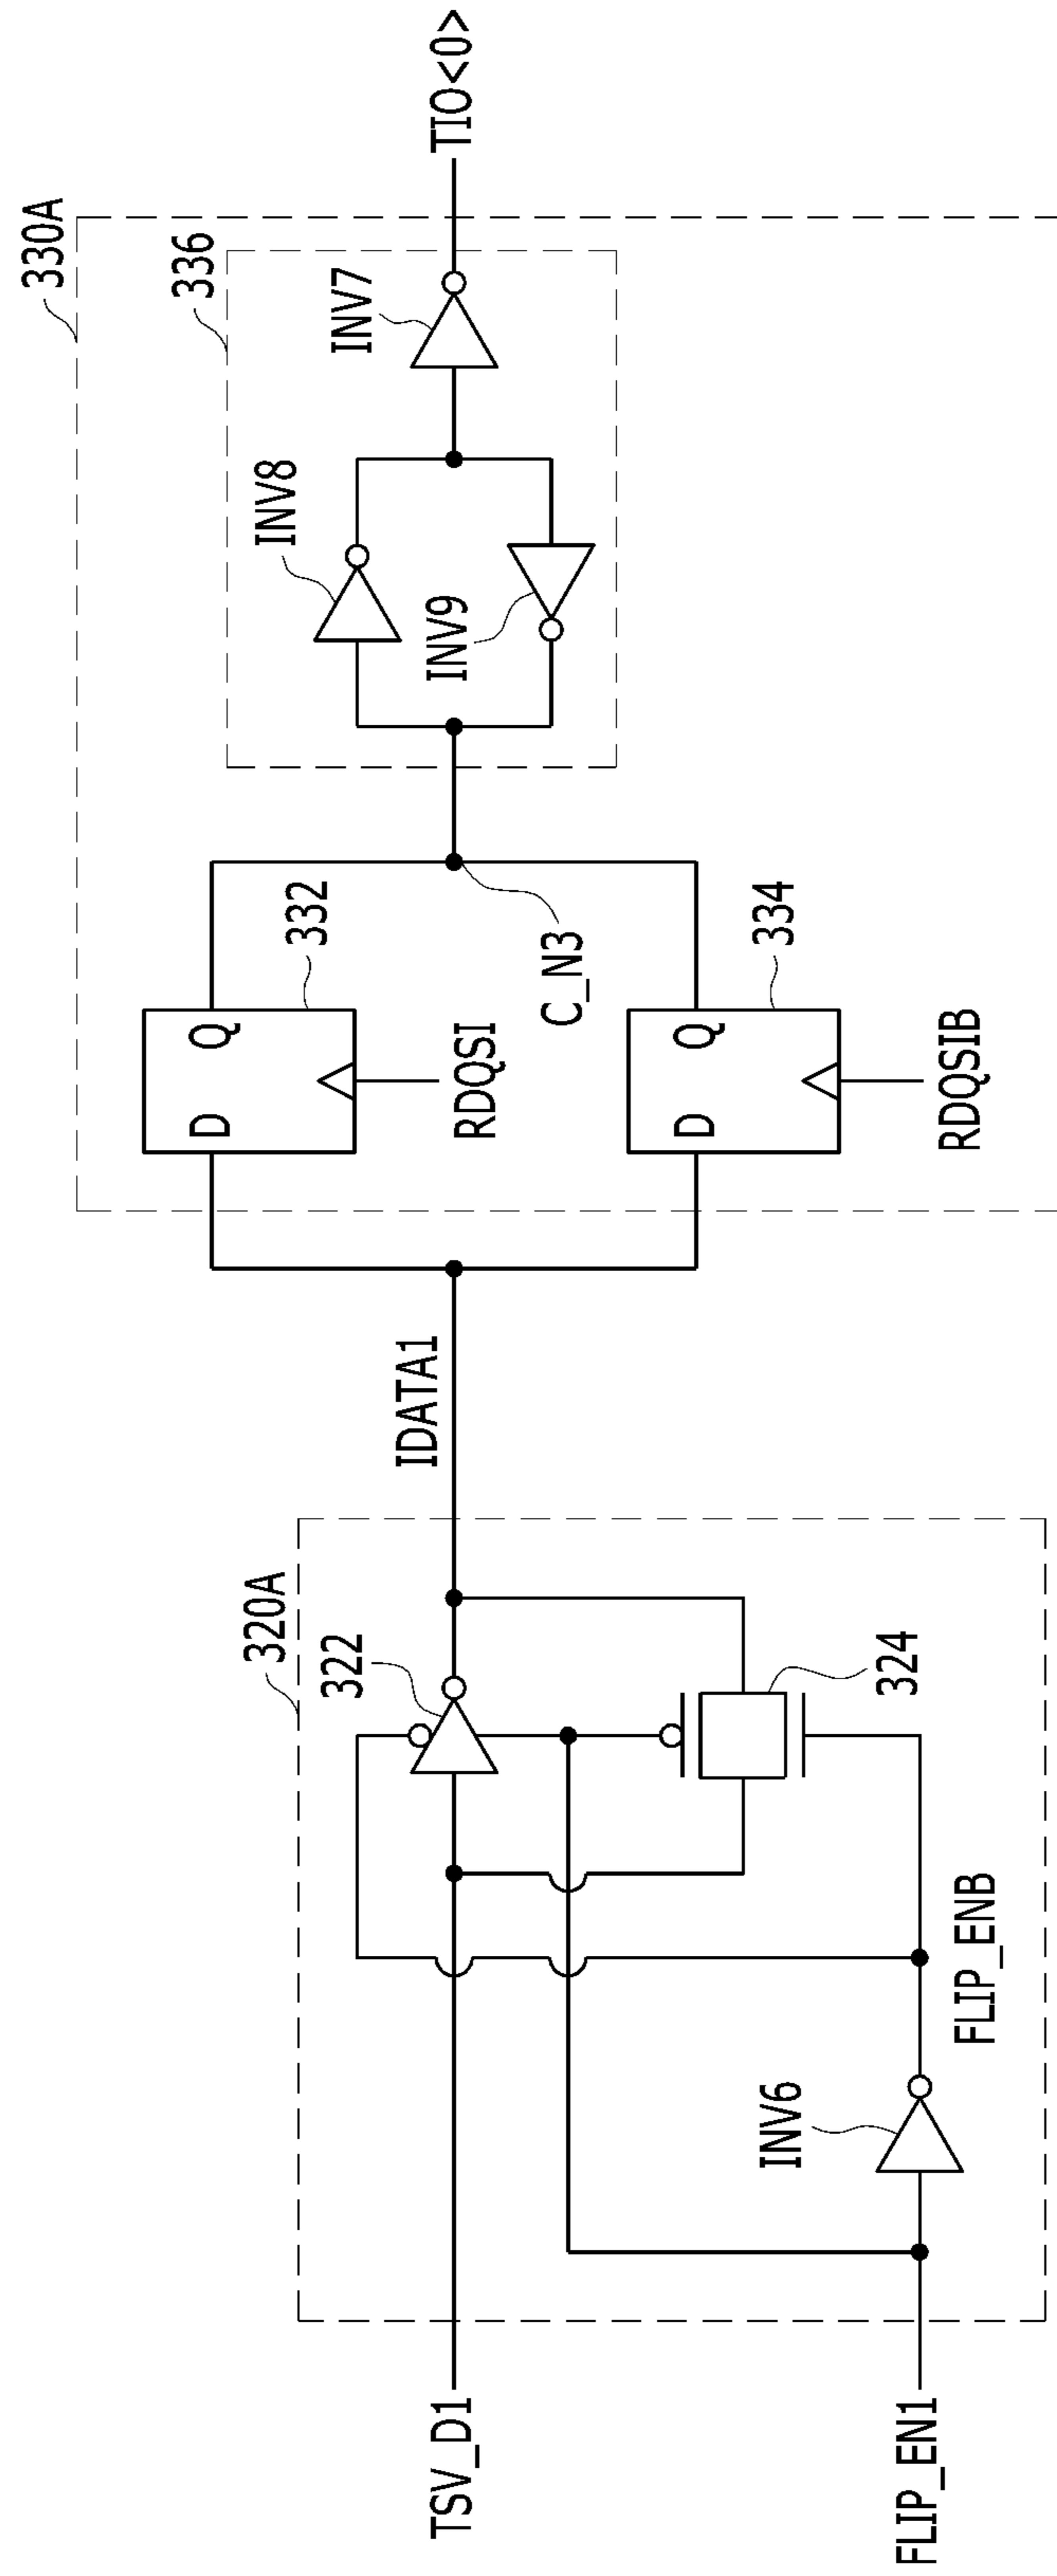 330A
336
INV7
TIO<0>
INV8
INV9
332
D
Q
RDQSI
C_N3
334
D
Q
RDQSIB
IDATA1
320A
322
324
TSV_D1
INV6
FLIP_ENB
FLIP_EN1